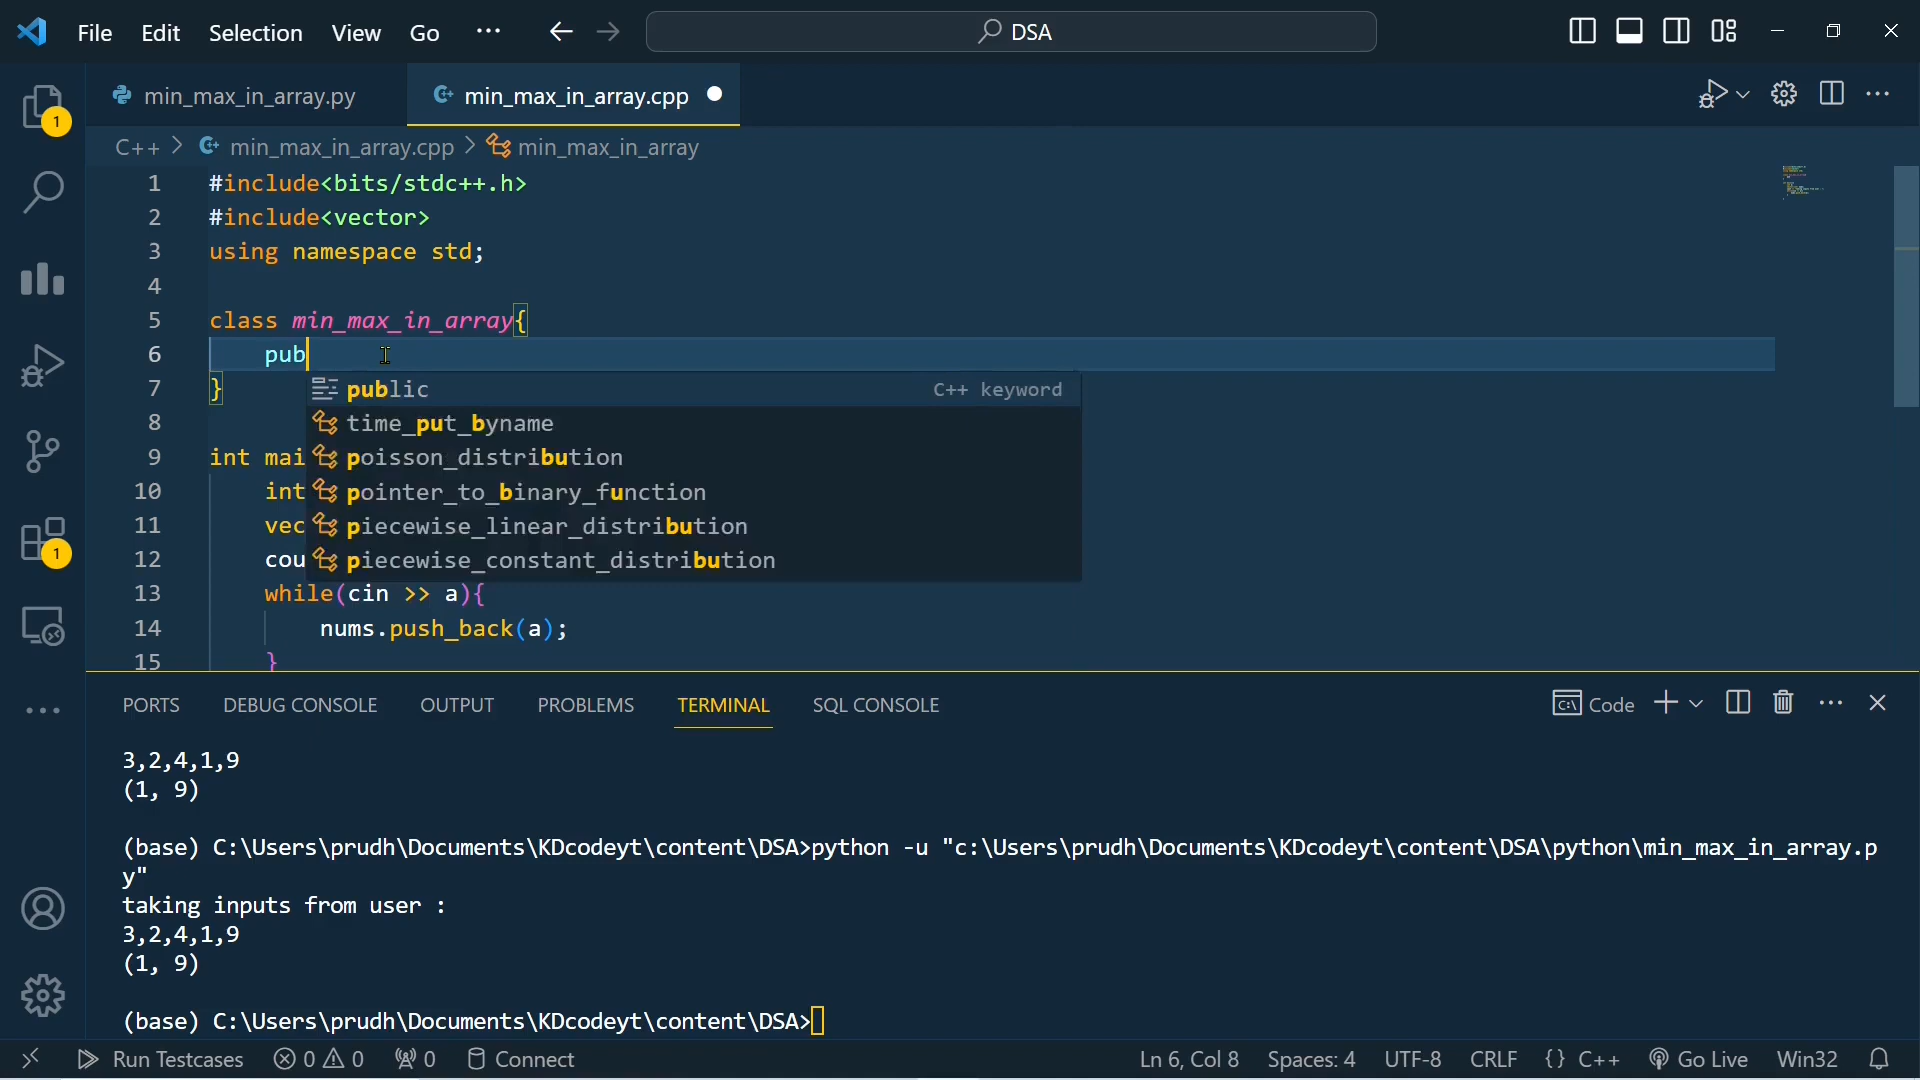 File Edit Selection View Go ··· DSA
min_max_in_array.py min_max_in_array.cpp
C++ > min_max_in_array.cpp > min_max_in_array
1 #include<bits/stdc++.h>
2 #include<vector>
3 using namespace std;
4
5 class min_max_in_array{
6 pub
public C++ keyword
7 }
8 time_put_byname
9 int mai poisson_distribution
10 int pointer_to_binary_function
11 vec piecewise_linear_distribution
12 cou piecewise_constant_distribution
13 while(cin >> a){
14 nums.push_back(a);
15 }
PORTS DEBUG CONSOLE OUTPUT PROBLEMS TERMINAL SQL CONSOLE Code
3,2,4,1,9
(1, 9)
(base) C:\Users\prudh\Documents\KDcodeyt\content\DSA>python -u "c:\Users\prudh\Documents\KDcodeyt\content\DSA\python\min_max_in_array.p
y"
taking inputs from user :
3,2,4,1,9
(1, 9)
(base) C:\Users\prudh\Documents\KDcodeyt\content\DSA>
Run Testcases 0 0 0 Connect Ln 6, Col 8 Spaces: 4 UTF-8 CRLF {} C++ Go Live Win32
1
1